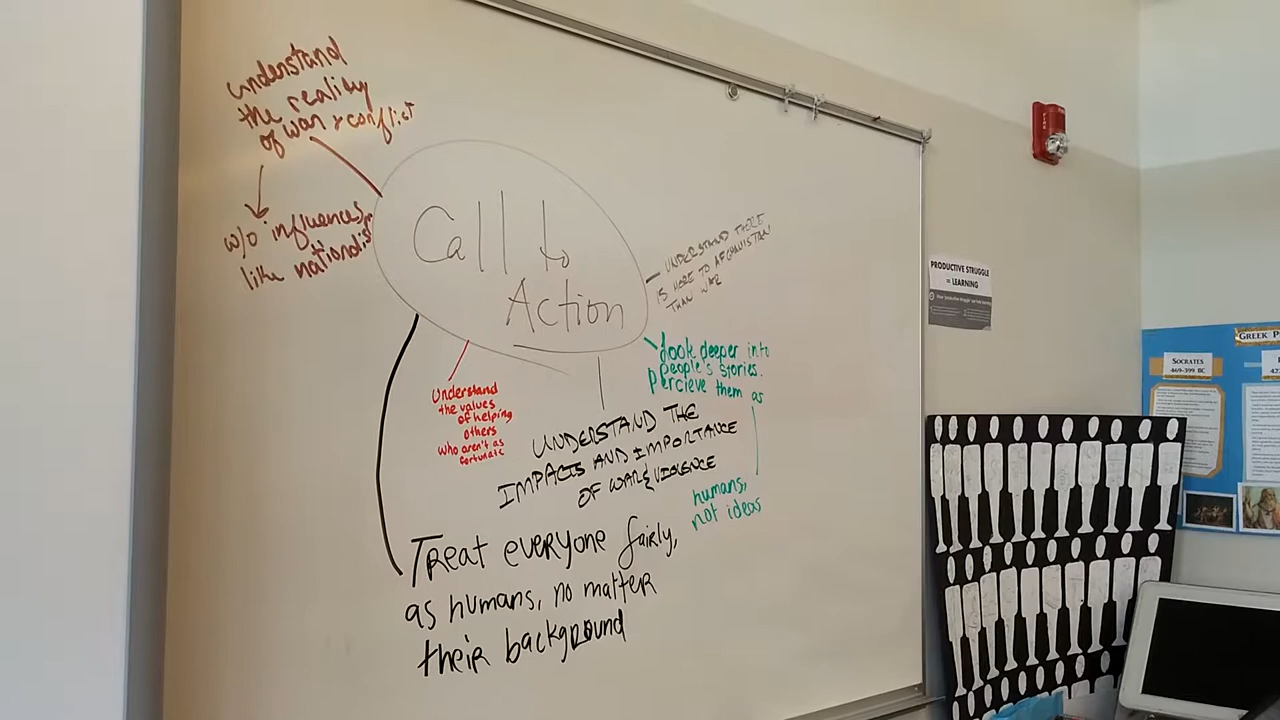 understand
the reality
of war & conflict
w/o influences
like nationalism
Call to
Action
UNDERSTAND THERE
IS MORE TO AFGHANISTAN
THAN WAR
Look deeper into
people's stories.
Percieve them as
humans,
not ideas
Understand
the values
of helping
others
who aren't as
fortunate
UNDERSTAND THE
IMPACTS AND IMPORTANCE
OF WAR & VIOLENCE
Treat everyone fairly,
as humans, no matter
their background
FIRE
PRODUCTIVE STRUGGLE
= LEARNING
GREEK P
SOCRATES
469-399 BC